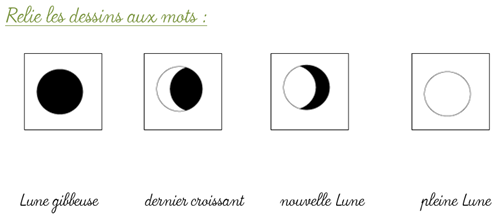 Relie les dessins aux mots :
Lune gibbeuse dernier croissant nouvelle Lune pleine Lune